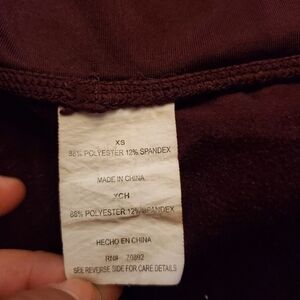 XS
88% POLYESTER 12% SPANDEX
MADE IN CHINA
XCH
88% POLYESTER 12% SPANDEX
HECHO EN CHINA
RN# 70892
SEE REVERSE SIDE FOR CARE DETAILS